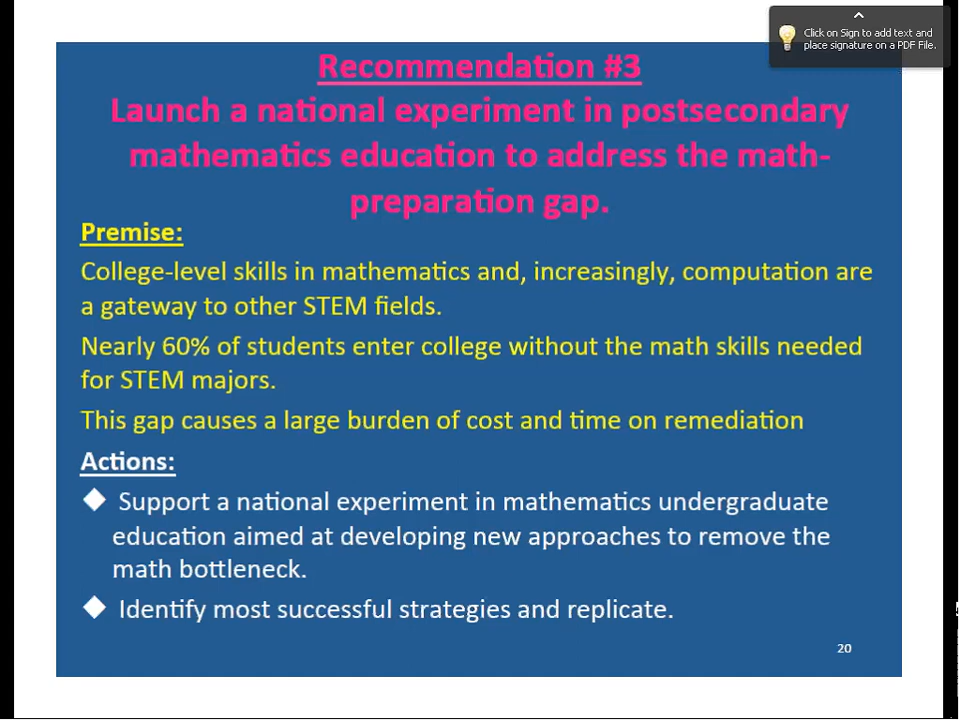 Click on Sign to add text and
place signature on a PDF File.
Recommendation #3
Launch a national experiment in postsecondary
mathematics education to address the math-
preparation gap.
Premise:
College-level skills in mathematics and, increasingly, computation are
a gateway to other STEM fields.
Nearly 60% of students enter college without the math skills needed
for STEM majors.
This gap causes a large burden of cost and time on remediation
Actions:
Support a national experiment in mathematics undergraduate
education aimed at developing new approaches to remove the
math bottleneck.
Identify most successful strategies and replicate.
20